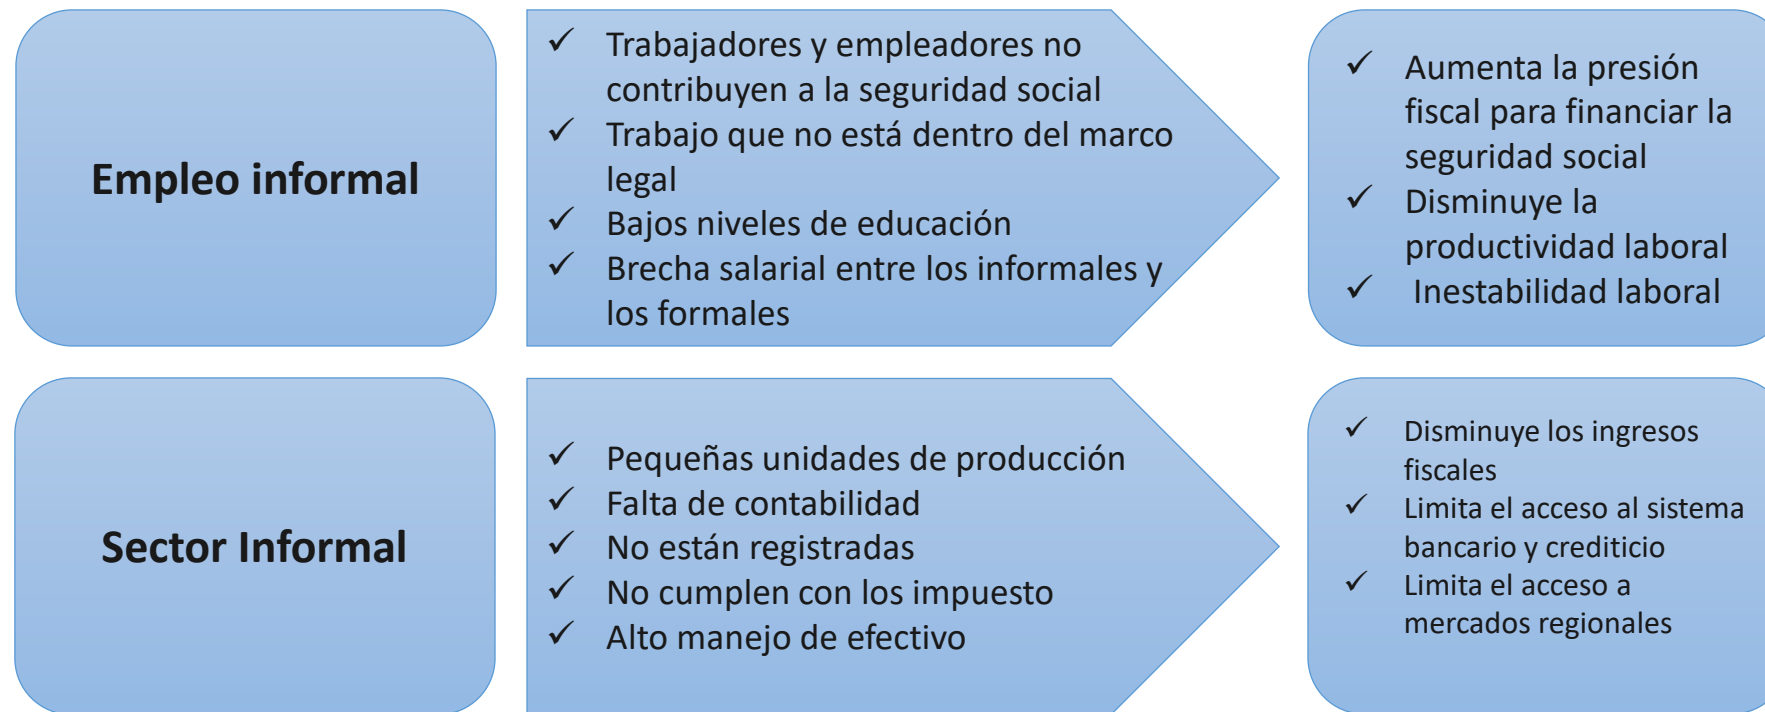 Empleo informal
✓ Trabajadores y empleadores no
contribuyen a la seguridad social
✓ Trabajo que no está dentro del marco
legal
✓ Bajos niveles de educación
✓ Brecha salarial entre los informales y
los formales
✓ Aumenta la presión
fiscal para financiar la
seguridad social
✓ Disminuye la
productividad laboral
✓ Inestabilidad laboral
Sector Informal
✓ Pequeñas unidades de producción
✓ Falta de contabilidad
✓ No están registradas
✓ No cumplen con los impuesto
✓ Alto manejo de efectivo
✓ Disminuye los ingresos
fiscales
✓ Limita el acceso al sistema
bancario y crediticio
✓ Limita el acceso a
mercados regionales